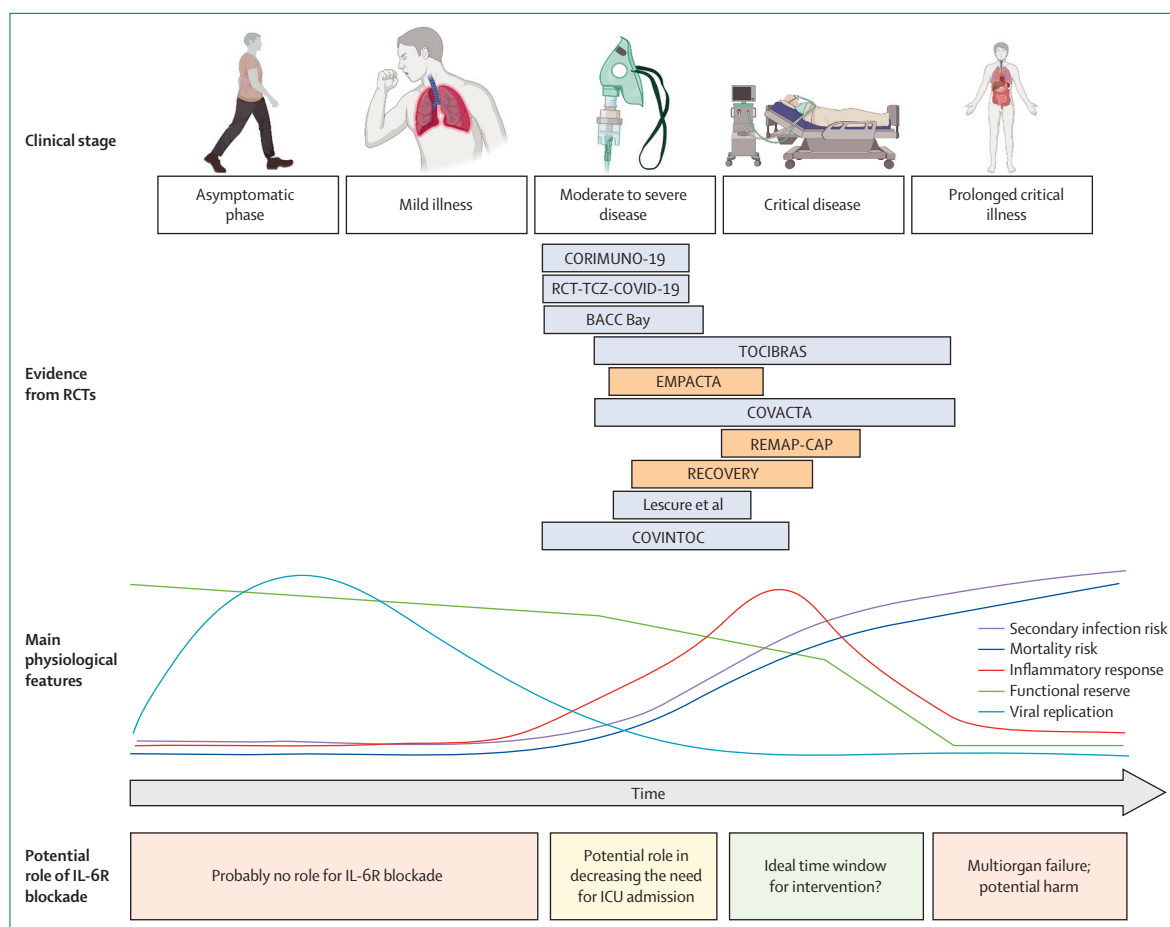 Clinical stage
Asymptomatic
phase
Mild illness
Moderate to severe
disease
Critical disease
Prolonged critical
illness
Evidence
from RCTs
CORIMUNO-19
RCT-TCZ-COVID-19
BACC Bay
TOCIBRAS
EMPACTA
COVACTA
REMAP-CAP
RECOVERY
Lescure et al
COVINTOC
Main
physiological
features
Secondary infection risk
Mortality risk
Inflammatory response
Functional reserve
Viral replication
Time
Potential
role of IL-6R
blockade
Probably no role for IL-6R blockade
Potential role in
decreasing the need
for ICU admission
Ideal time window
for intervention?
Multiorgan failure;
potential harm